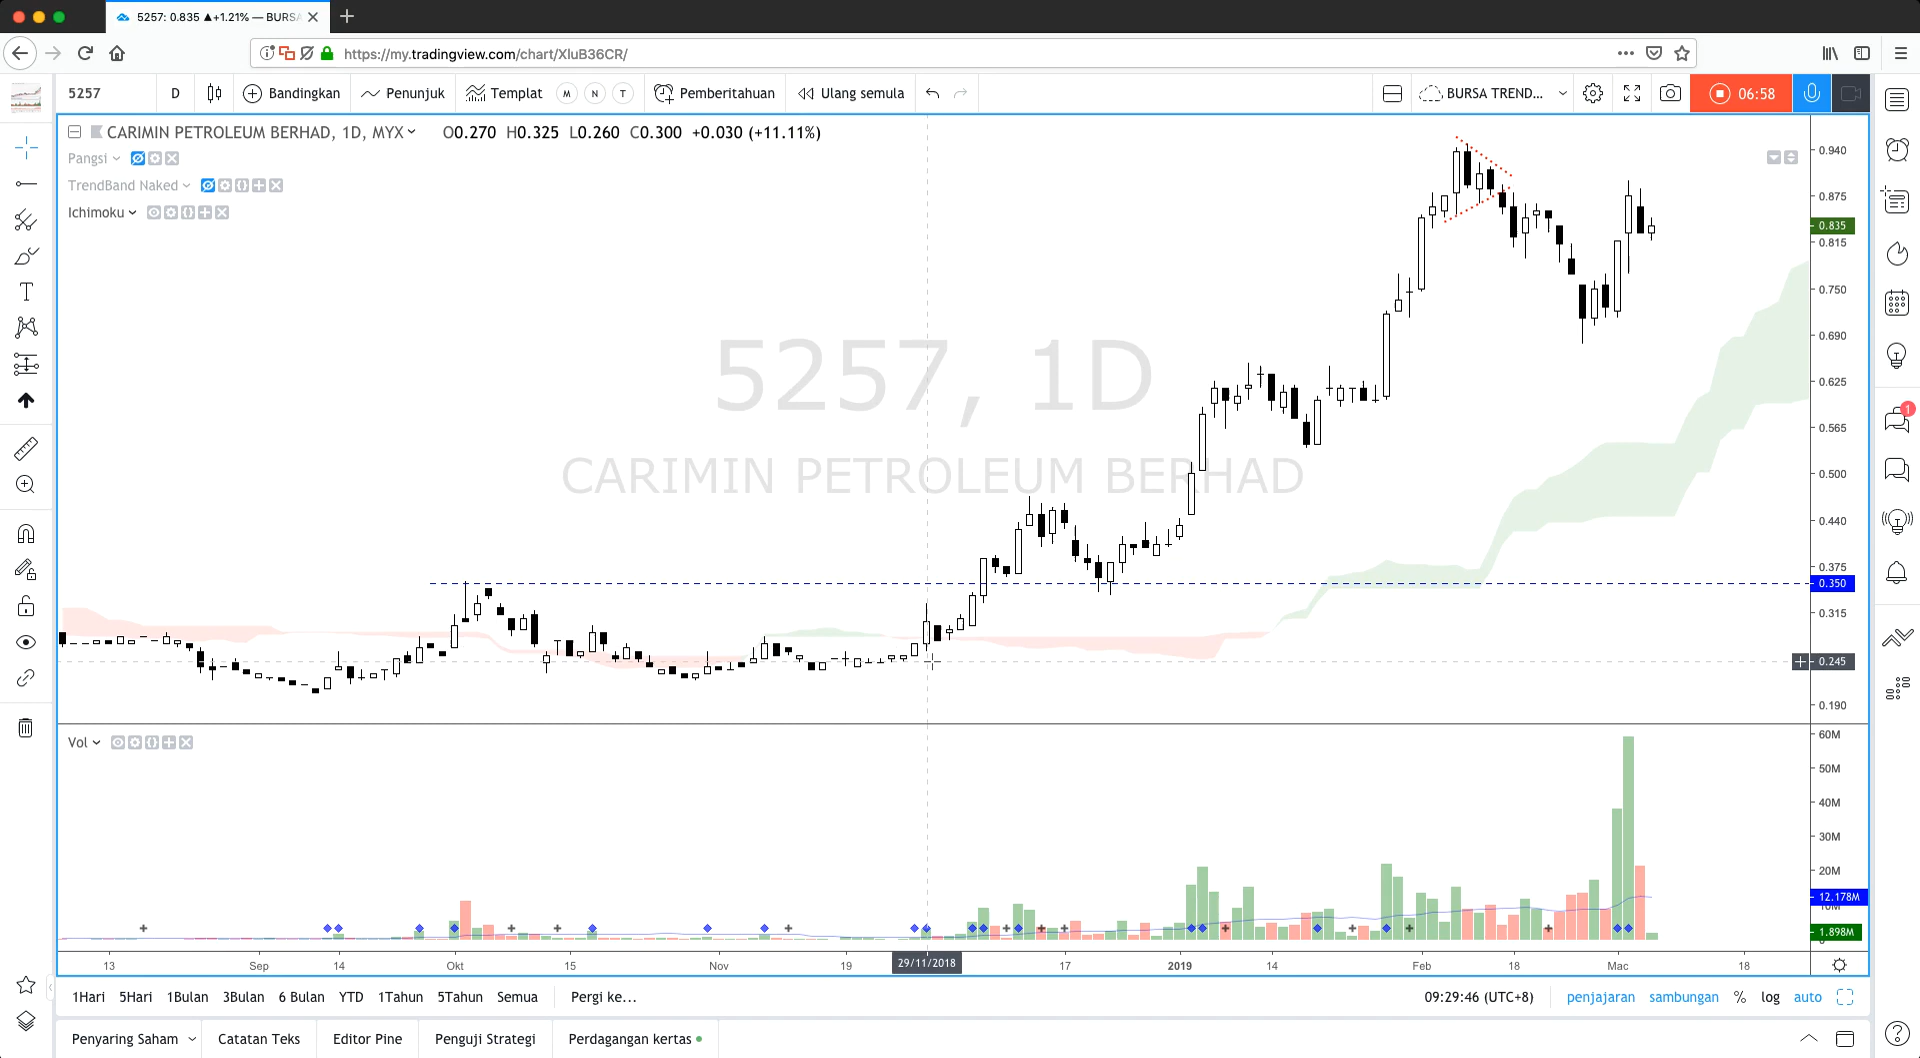 5257: 0.835 ▲+1.21% — BURSA
https://my.tradingview.com/chart/XluB36CR/
5257 D Bandingkan Penunjuk Templat M N T Pemberitahuan Ulang semula BURSA TREND... 06:58
CARIMIN PETROLEUM BERHAD, 1D, MYX O0.270 H0.325 L0.260 C0.300 +0.030 (+11.11%)
Pangsi
TrendBand Naked
Ichimoku
5257, 1D
CARIMIN PETROLEUM BERHAD
0.940
0.875
0.835
0.815
0.750
0.690
0.625
0.565
0.500
0.440
0.375
0.350
0.315
0.245
0.190
1
Vol
60M
50M
40M
30M
20M
12.178M
1.898M
13 Sep 14 Okt 15 Nov 19 29/11/2018 17 2019 14 Feb 18 Mac 18
1Hari 5Hari 1Bulan 3Bulan 6 Bulan YTD 1Tahun 5Tahun Semua Pergi ke... 09:29:46 (UTC+8) penjajaran sambungan % log auto
Penyaring Saham Catatan Teks Editor Pine Penguji Strategi Perdagangan kertas